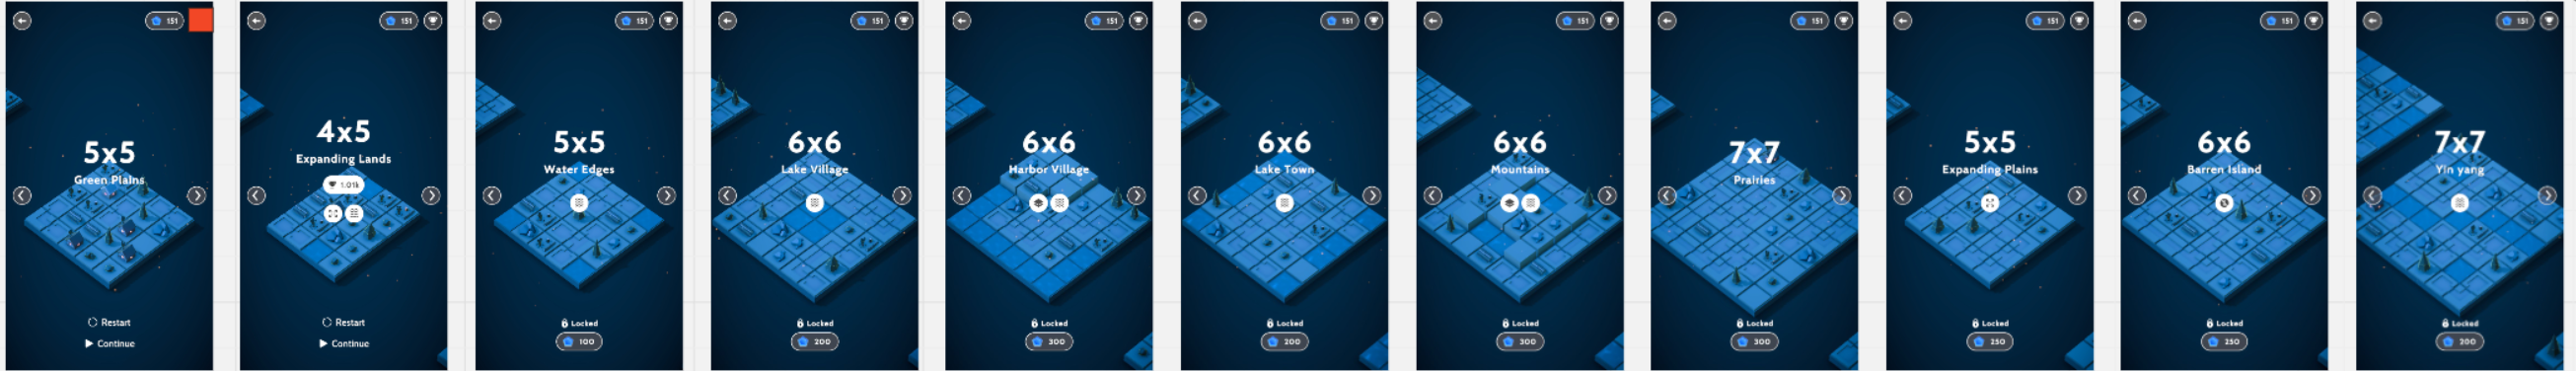 151
5x5
Green Plains
Restart
Continue
151
4x5
Expanding Lands
1.01k
Restart
Continue
151
5x5
Water Edges
Locked
100
151
6x6
Lake Village
Locked
200
151
6x6
Harbor Village
Locked
300
151
6x6
Lake Town
Locked
200
151
6x6
Mountains
Locked
300
151
7x7
Prairies
Locked
300
151
5x5
Expanding Plains
Locked
250
151
6x6
Barren Island
Locked
250
151
7x7
Yin yang
Locked
200